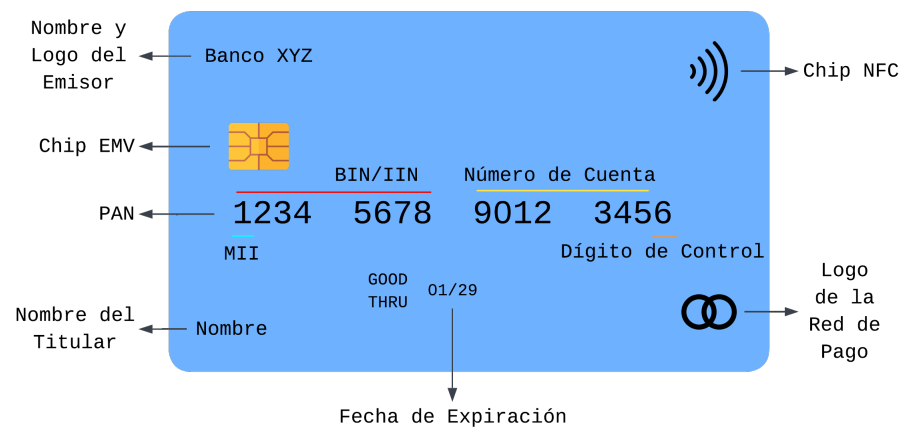 Nombre y
Logo del
Emisor
Banco XYZ
Chip NFC
Chip EMV
BIN/IIN
Número de Cuenta
PAN
1234 5678 9012 3456
MII
Dígito de Control
GOOD
THRU
01/29
Logo
de la
Red de
Pago
Nombre del
Titular
Nombre
Fecha de Expiración